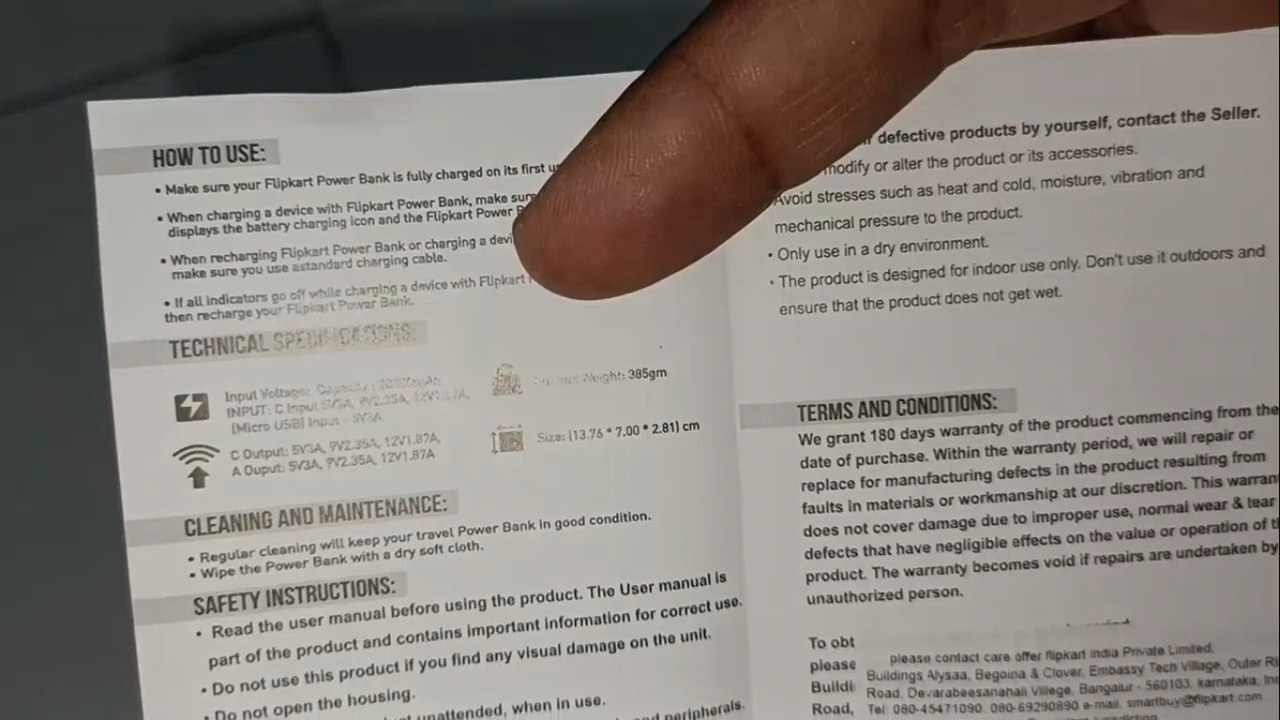 HOW TO USE:
• Make sure your Flipkart Power Bank is fully charged on its first
• When charging a device with Flipkart Power Bank, make sure
displays the battery charging icon and the Flipkart Power
• When recharging Flipkart Power Bank or charging a
make sure you use astandard charging cable.
• If all indicators go off while charging a device with Flipkart
then recharge your Flipkart Power Bank.
TECHNICAL SPECIFICATIONS:
Input Voltage: Capacity:
INPUT: C Input 5V3A, 9V2.35A,
(Micro USB) Input - 5V3A
C Output: 5V3A, 9V2.35A, 12V1.87A,
A Ouput: 5V3A, 9V2.35A, 12V1.87A
Product Weight: 385gm
Size: (13.76 * 7.00 * 2.81) cm
CLEANING AND MAINTENANCE:
• Regular cleaning will keep your travel Power Bank in good condition.
• Wipe the Power Bank with a dry soft cloth.
SAFETY INSTRUCTIONS:
• Read the user manual before using the product. The User manual is
part of the product and contains important information for correct use.
• Do not use this product if you find any visual damage on the unit.
• Do not open the housing.
unattended, when in use.
and peripherals.
defective products by yourself, contact the Seller.
modify or alter the product or its accessories.
Avoid stresses such as heat and cold, moisture, vibration and
mechanical pressure to the product.
• Only use in a dry environment.
• The product is designed for indoor use only. Don't use it outdoors and
ensure that the product does not get wet.
TERMS AND CONDITIONS:
We grant 180 days warranty of the product commencing from the
date of purchase. Within the warranty period, we will repair or
replace for manufacturing defects in the product resulting from
faults in materials or workmanship at our discretion. This
does not cover damage due to improper use, normal wear & tear
defects that have negligible effects on the value or operation of
product. The warranty becomes void if repairs are undertaken by
unauthorized person.
To
please
please contact care offer flipkart india Private Limited.
Buildings Alysaa, Begoina & Clover, Embassy Tech Village, Outer
Road, Devarabeesanahali Villege, Bangalur - 560103, karnataka,
Road, Tel: 080-45471090, 080-69290890 e-mail, smartbuy@flipkart.com